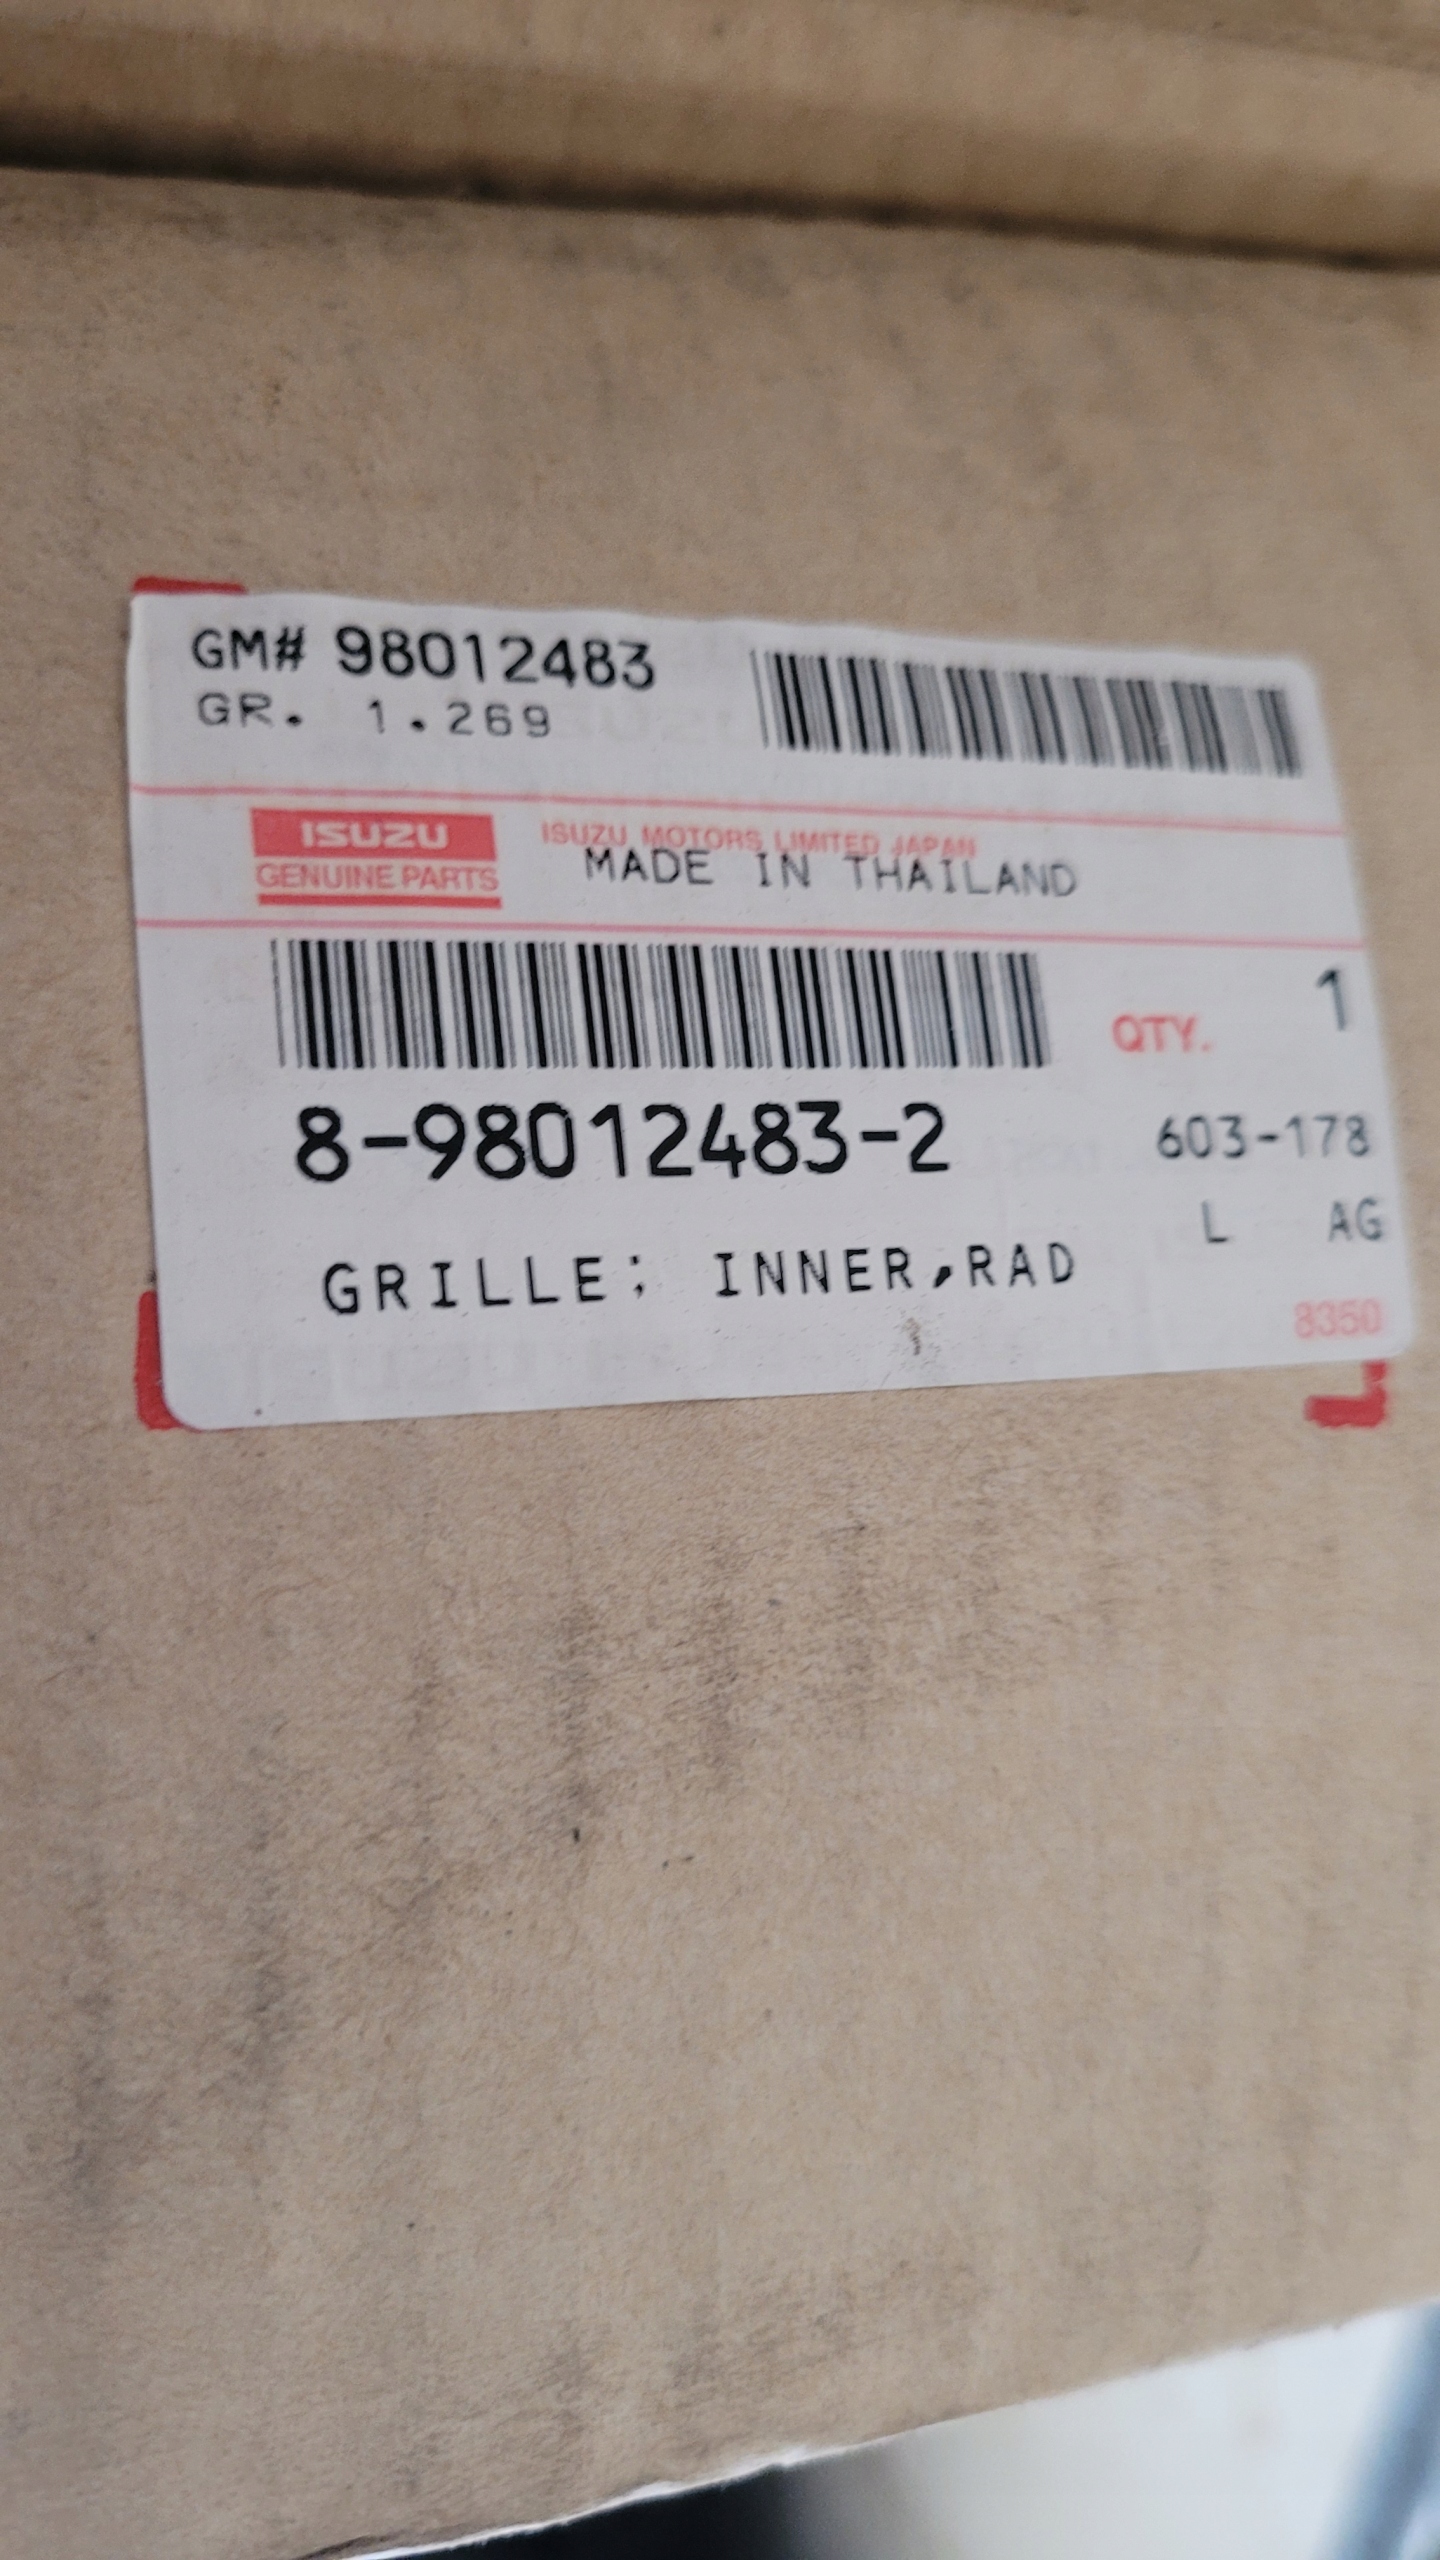 GM# 98012483
GR. 1.269
ISUZU
GENUINE PARTS
ISUZU MOTORS LIMITED JAPAN
MADE IN THAILAND
QTY. 1
8-98012483-2
603-178
L AG
GRILLE; INNER,RAD
8350